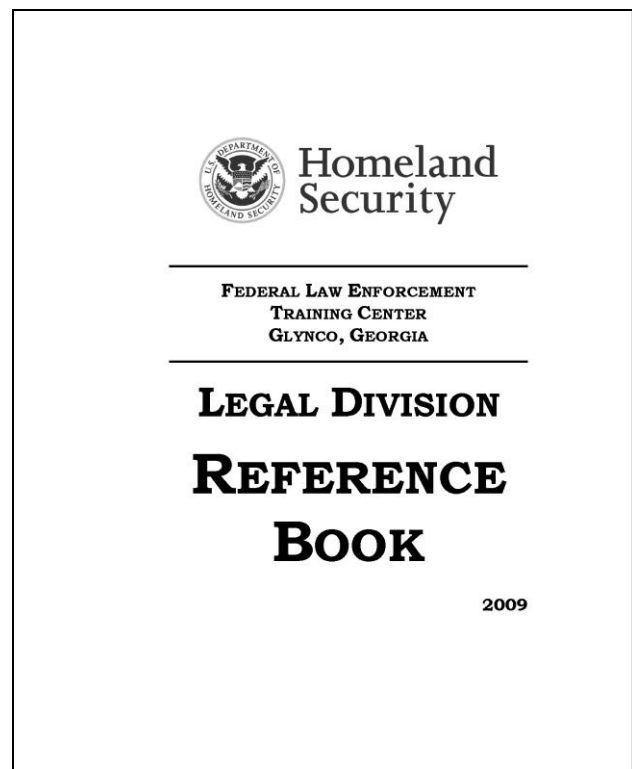 U.S. DEPARTMENT OF
HOMELAND SECURITY
Homeland
Security
FEDERAL LAW ENFORCEMENT
TRAINING CENTER
GLYNCO, GEORGIA
LEGAL DIVISION
REFERENCE
BOOK
2009